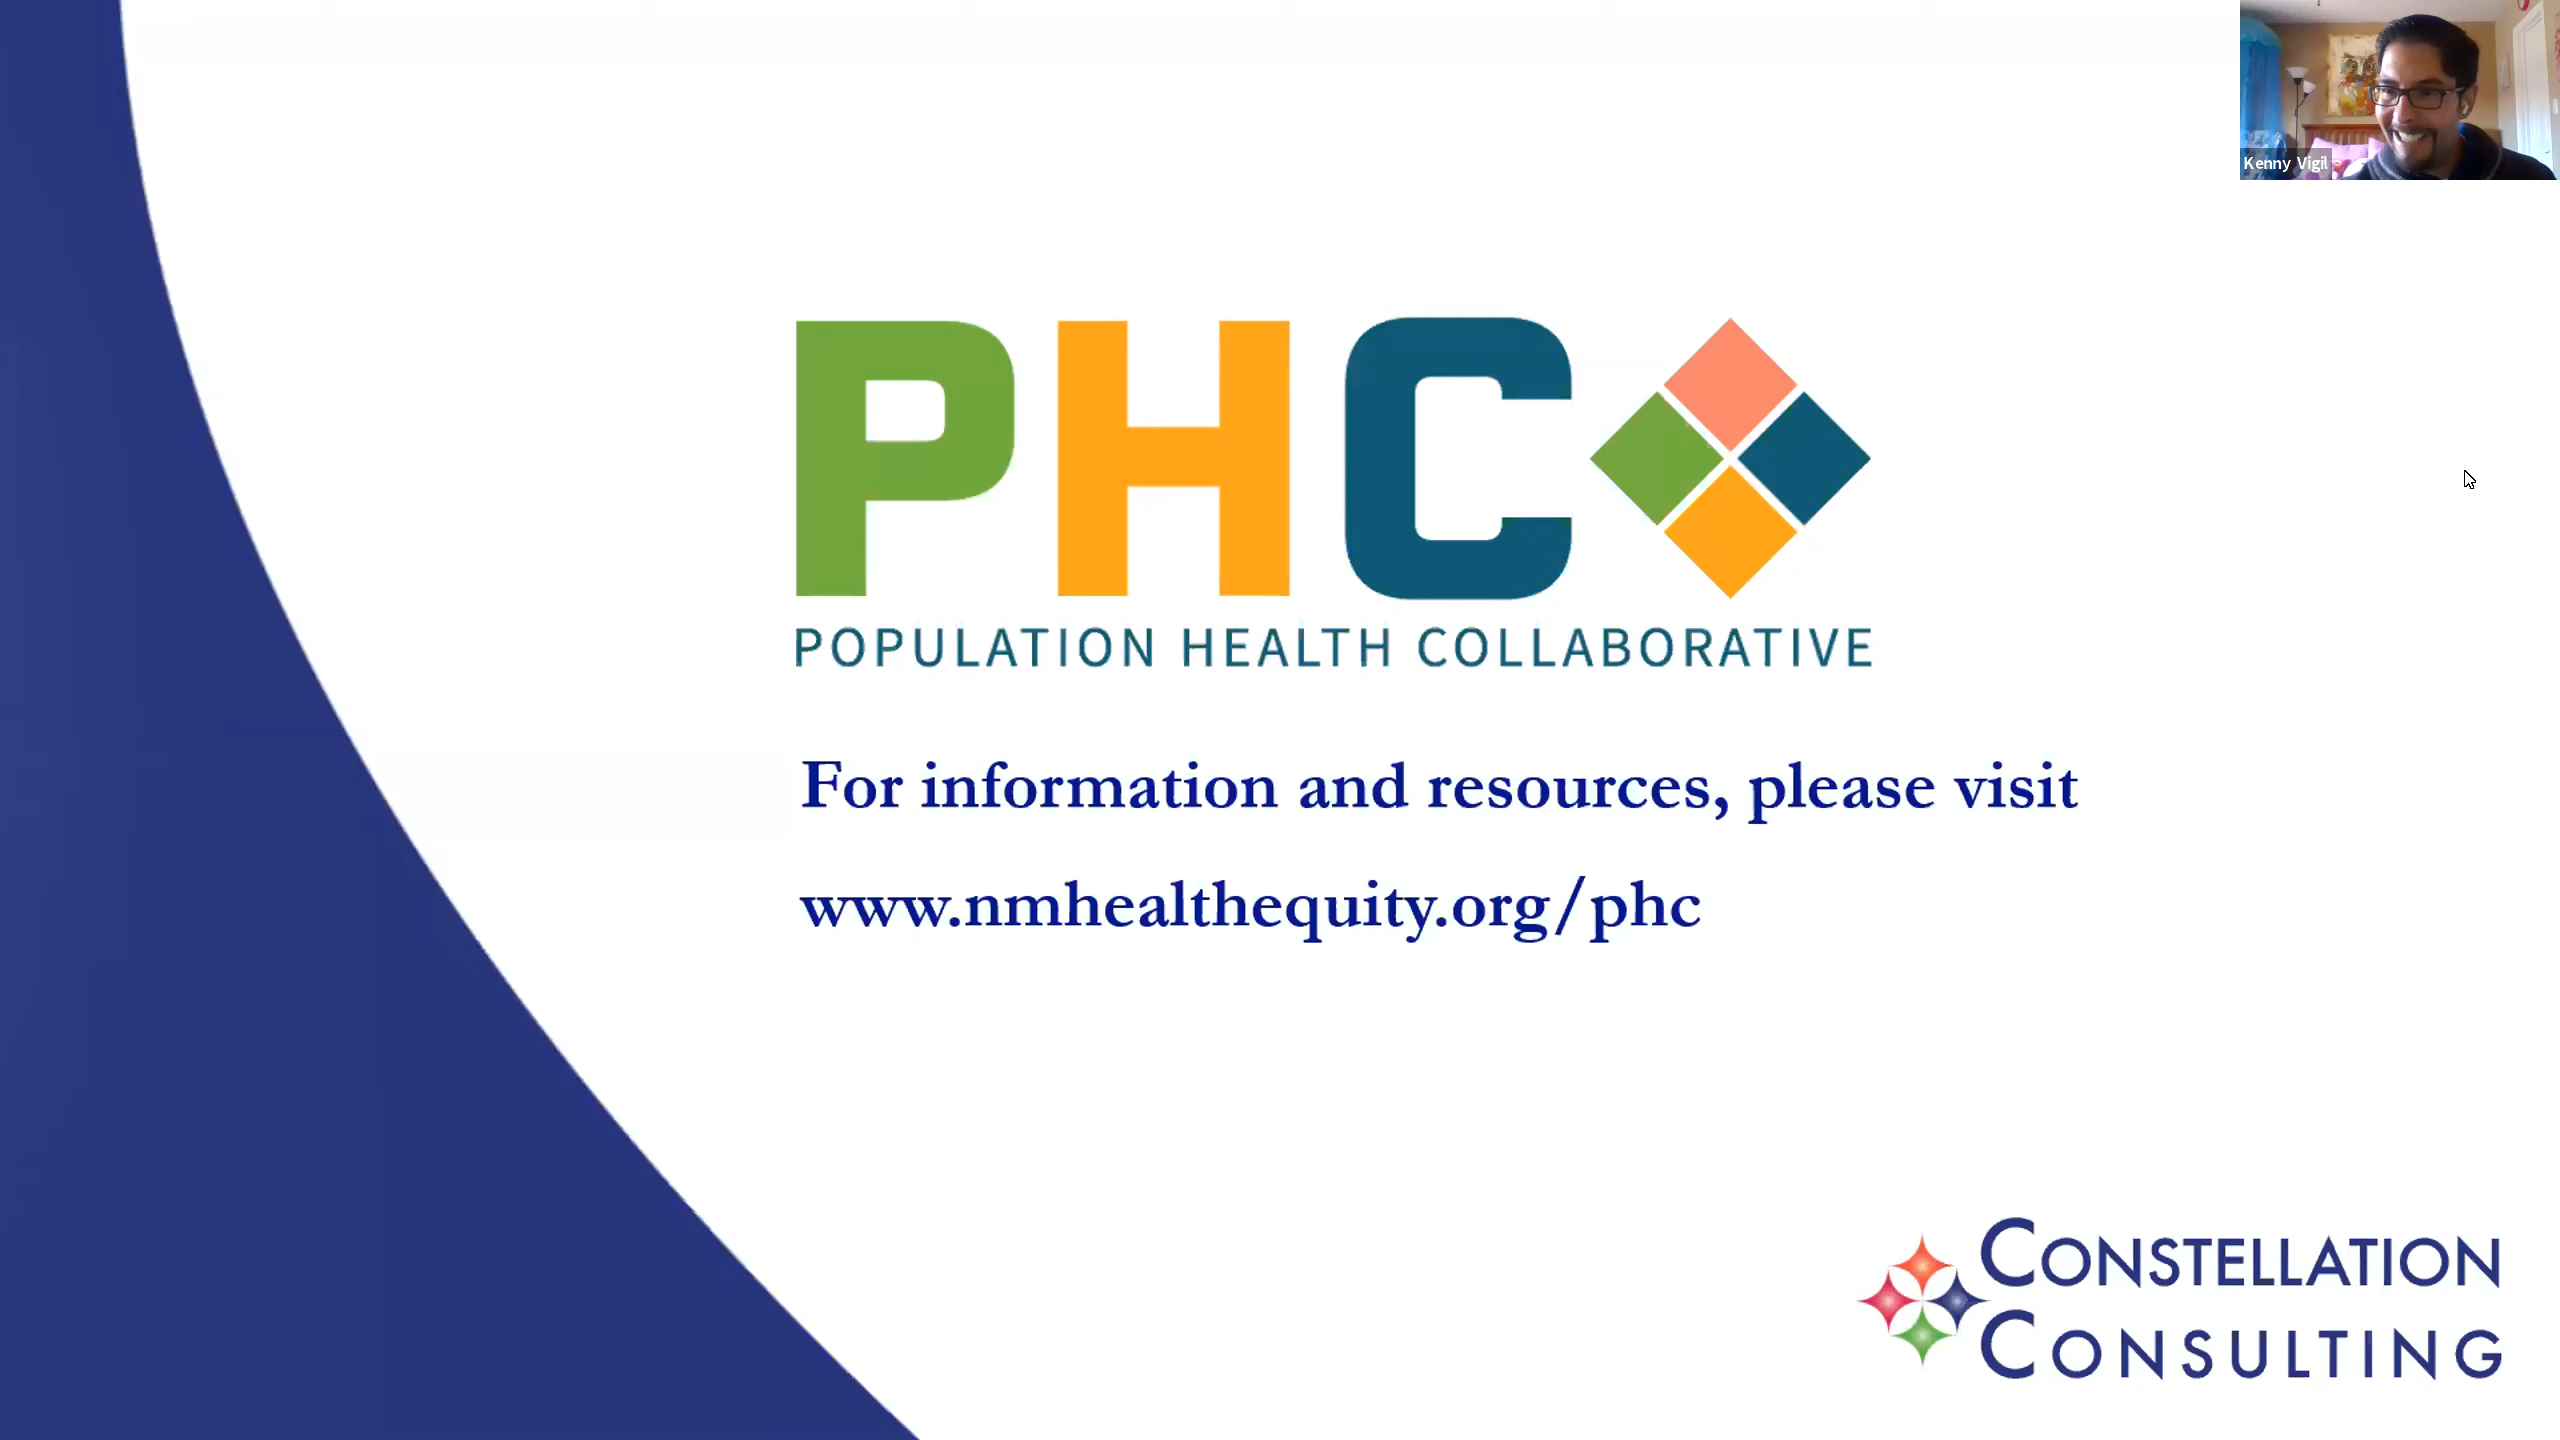 Kenny Vigil
PHC
POPULATION HEALTH COLLABORATIVE
For information and resources, please visit
www.nmhealthequity.org/phc
CONSTELLATION
CONSULTING